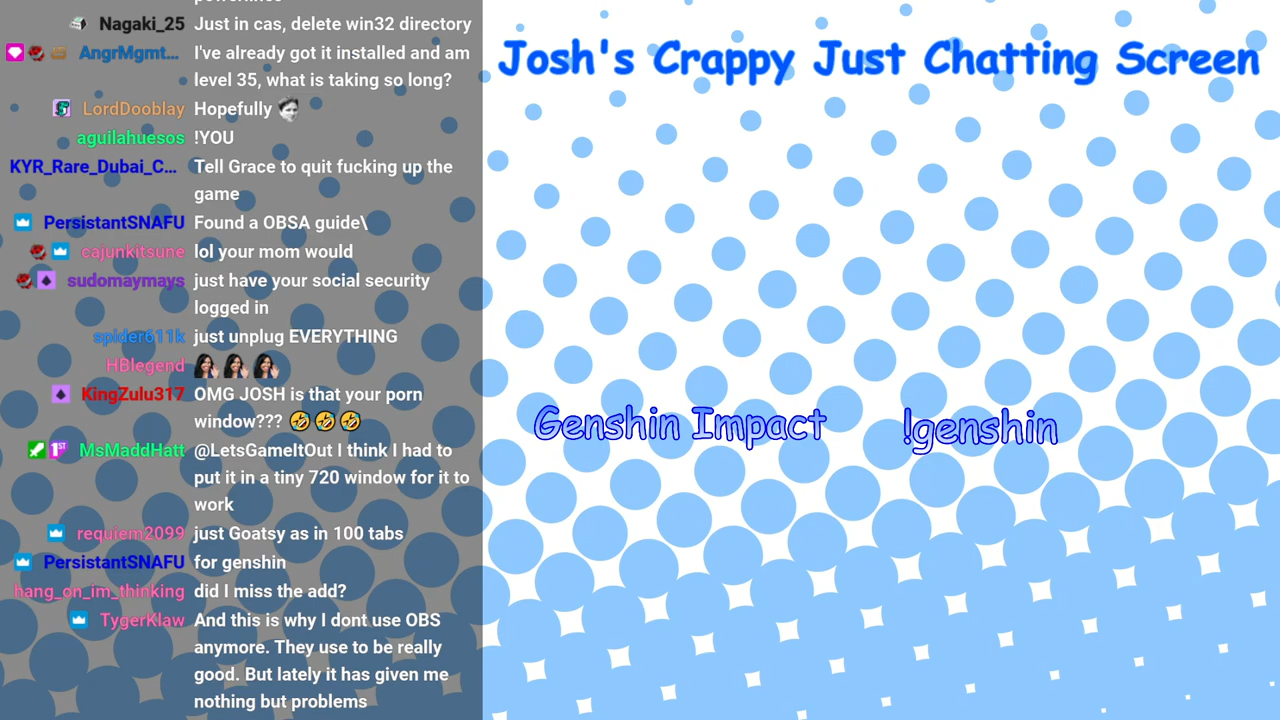 Nagaki_25 Just in cas, delete win32 directory
AngrMgmt... I've already got it installed and am
level 35, what is taking so long?
LordDooblay Hopefully
aguilahuesos !YOU
KYR_Rare_Dubai_C... Tell Grace to quit fucking up the
game
PersistantSNAFU Found a OBSA guide\
cajunkitsune lol your mom would
sudomaymays just have your social security
logged in
spider611k just unplug EVERYTHING
HBlegend
KingZulu317 OMG JOSH is that your porn
window??? 🤣 🤣 🤣
1ST MsMaddHatt @LetsGameItOut I think I had to
put it in a tiny 720 window for it to
work
requiem2099 just Goatsy as in 100 tabs
PersistantSNAFU for genshin
hang_on_im_thinking did I miss the add?
TygerKlaw And this is why I dont use OBS
anymore. They use to be really
good. But lately it has given me
nothing but problems
Josh's Crappy Just Chatting Screen
Genshin Impact !genshin